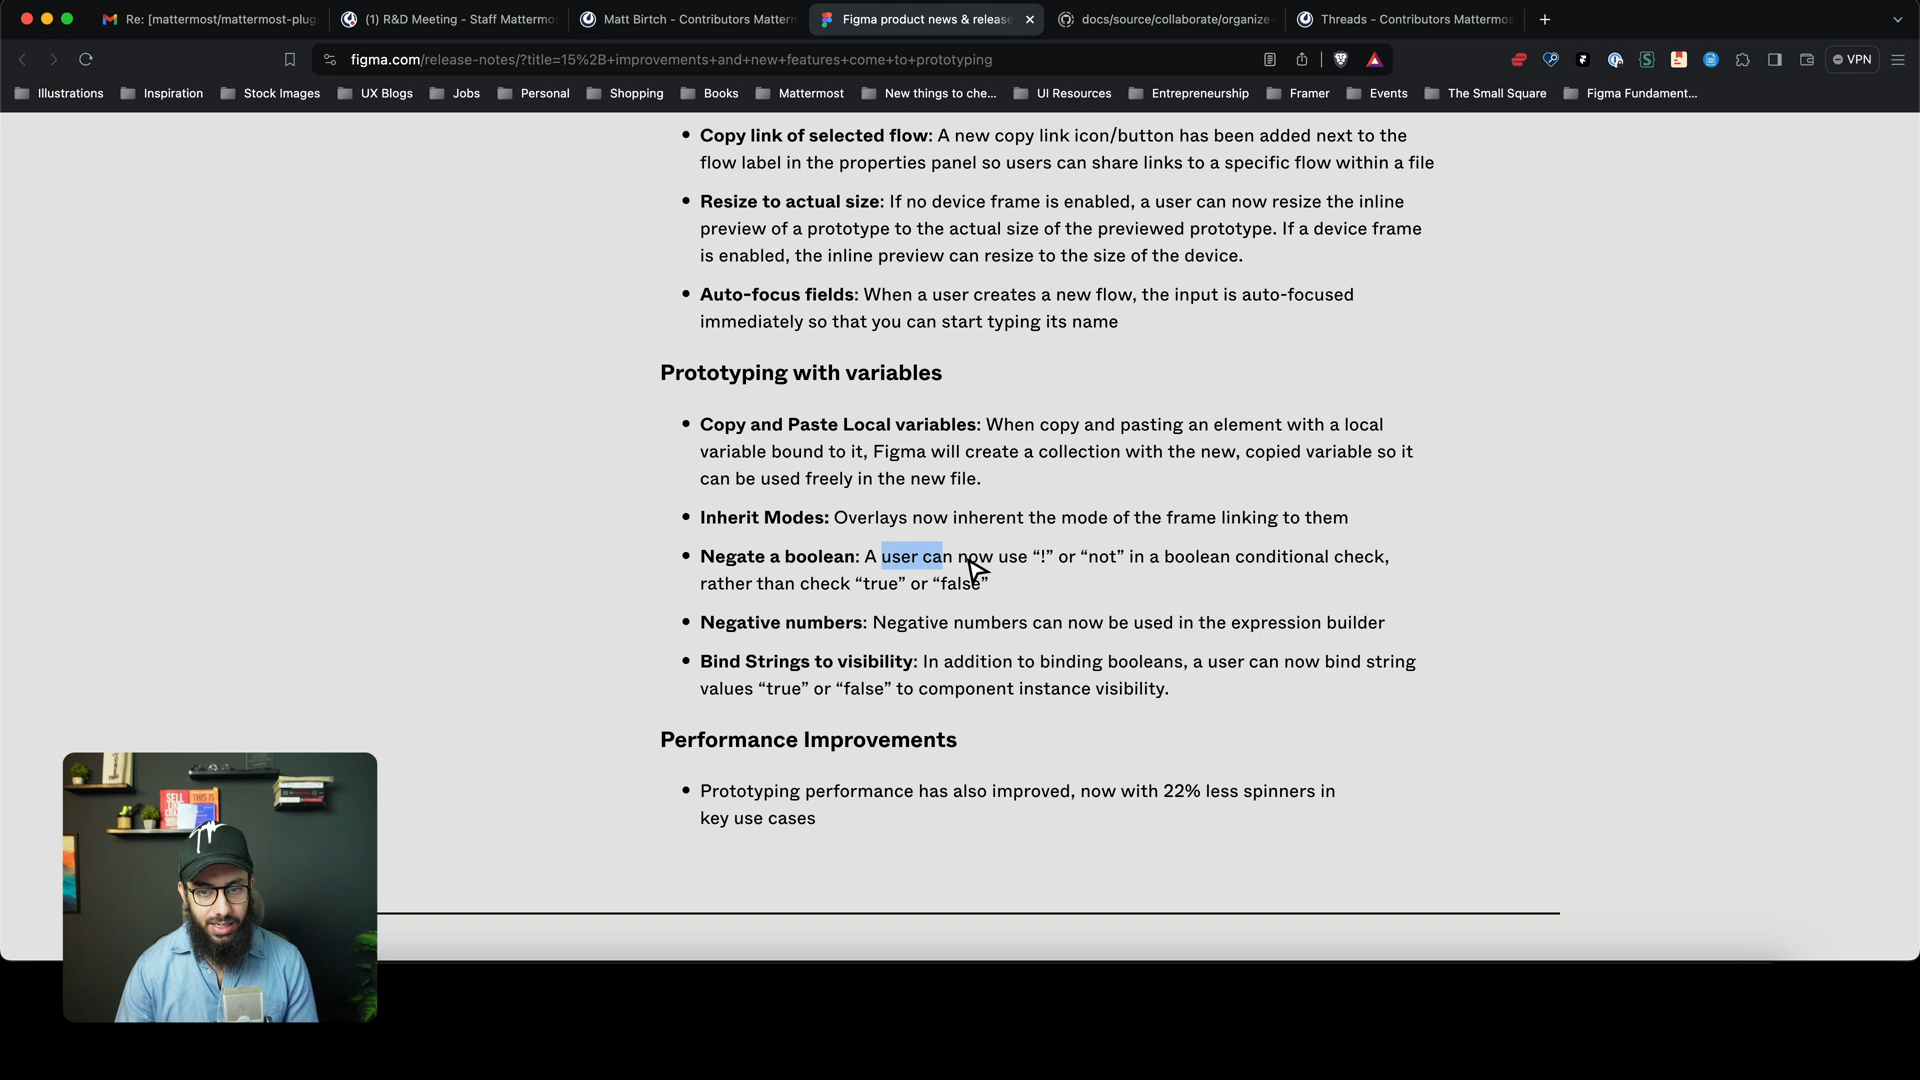 Re: [mattermost/mattermost-plug
(1) R&D Meeting - Staff Mattermo
Matt Birtch - Contributors Matterm
Figma product news & release
docs/source/collaborate/organize-
Threads - Contributors Mattermos
figma.com/release-notes/?title=15%2B+improvements+and+new+features+come+to+prototyping
VPN
Illustrations
Inspiration
Stock Images
UX Blogs
Jobs
Personal
Shopping
Books
Mattermost
New things to che...
UI Resources
Entrepreneurship
Framer
Events
The Small Square
Figma Fundament...
• Copy link of selected flow: A new copy link icon/button has been added next to the
flow label in the properties panel so users can share links to a specific flow within a file
• Resize to actual size: If no device frame is enabled, a user can now resize the inline
preview of a prototype to the actual size of the previewed prototype. If a device frame
is enabled, the inline preview can resize to the size of the device.
• Auto-focus fields: When a user creates a new flow, the input is auto-focused
immediately so that you can start typing its name
Prototyping with variables
• Copy and Paste Local variables: When copy and pasting an element with a local
variable bound to it, Figma will create a collection with the new, copied variable so it
can be used freely in the new file.
• Inherit Modes: Overlays now inherent the mode of the frame linking to them
• Negate a boolean: A user can now use “!” or “not” in a boolean conditional check,
rather than check “true” or “false”
• Negative numbers: Negative numbers can now be used in the expression builder
• Bind Strings to visibility: In addition to binding booleans, a user can now bind string
values “true” or “false” to component instance visibility.
Performance Improvements
• Prototyping performance has also improved, now with 22% less spinners in
key use cases
SELL
THIS IS